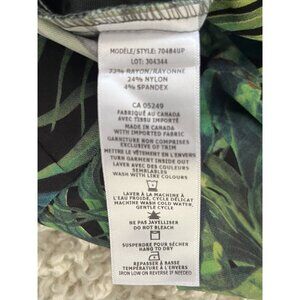 MODÈLE/STYLE: 70484UP
LOT: 304344
72% RAYON/RAYONNE
24% NYLON
4% SPANDEX
CA 05249
FABRIQUÉ AU CANADA
AVEC TISSU IMPORTÉ
MADE IN CANADA
WITH IMPORTED FABRIC
GARNITURE NON COMPRISES
EXCLUSIVE OF TRIM
METTRE LE VÊTEMENT EN L'ENVERS
TURN GARMENT INSIDE OUT
LAVER AVEC DES COULEURS
SEMBLABLES
WASH WITH LIKE COLOURS
LAVER À LA MACHINE À
L'EAU FROIDE, CYCLE DÉLICAT
MACHINE WASH COLD WATER,
GENTLE CYCLE
NE PAS JAVELLISER
DO NOT BLEACH
SUSPENDRE POUR SÉCHER
HANG TO DRY
REPASSER À BASSE
TEMPÉRATURE À L'ENVERS
IRON LOW ON REVERSE IF NEEDED